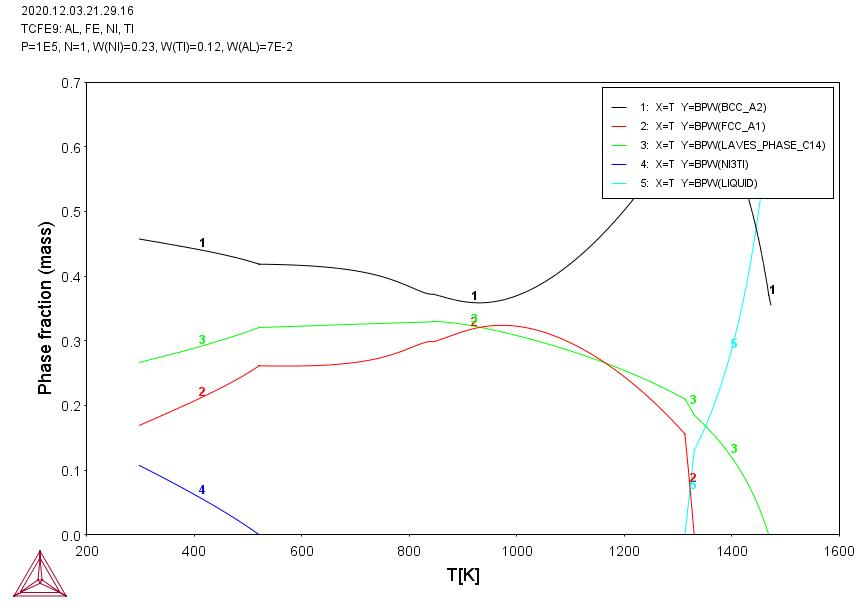 2020.12.03.21.29.16
TCFE9: AL, FE, NI, TI
P=1E5, N=1, W(NI)=0.23, W(TI)=0.12, W(AL)=7E-2
0.7
0.6
0.5
0.4
0.3
0.2
0.1
0.0
Phase fraction (mass)
1: X=T Y=BPW(BCC_A2)
2: X=T Y=BPW(FCC_A1)
3: X=T Y=BPW(LAVES_PHASE_C14)
4: X=T Y=BPW(NI3TI)
5: X=T Y=BPW(LIQUID)
1
1
1
3
3
2
5
2
3
3
2
5
4
200 400 600 800 1000 1200 1400 1600
T[K]